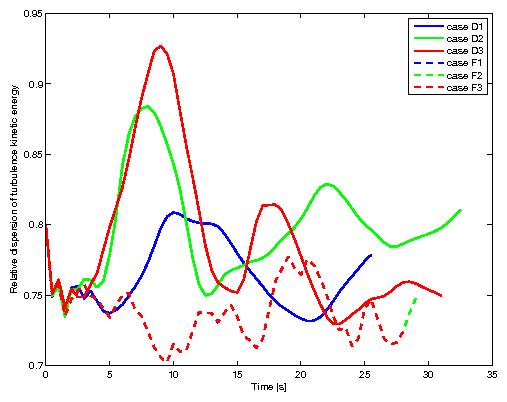 0.95
0.9
0.85
0.8
0.75
0.7
Relative dispersion of turbulence kinetic energy
0
5
10
15
20
25
30
35
Time [s]
case D1
case D2
case D3
case F1
case F2
case F3